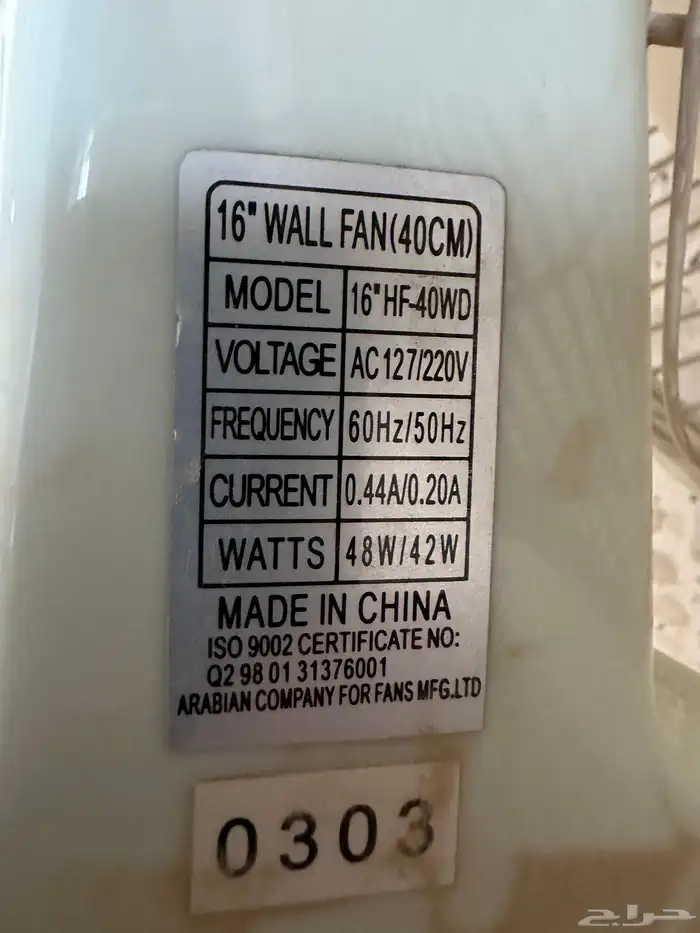 16" WALL FAN(40CM)
MODEL 16"HF-40WD
VOLTAGE AC127/220V
FREQUENCY 60Hz/50Hz
CURRENT 0.44A/0.20A
WATTS 48W/42W
MADE IN CHINA
ISO 9002 CERTIFICATE NO:
Q2 98 01 31376001
ARABIAN COMPANY FOR FANS MFG.LTD
0303
حراج